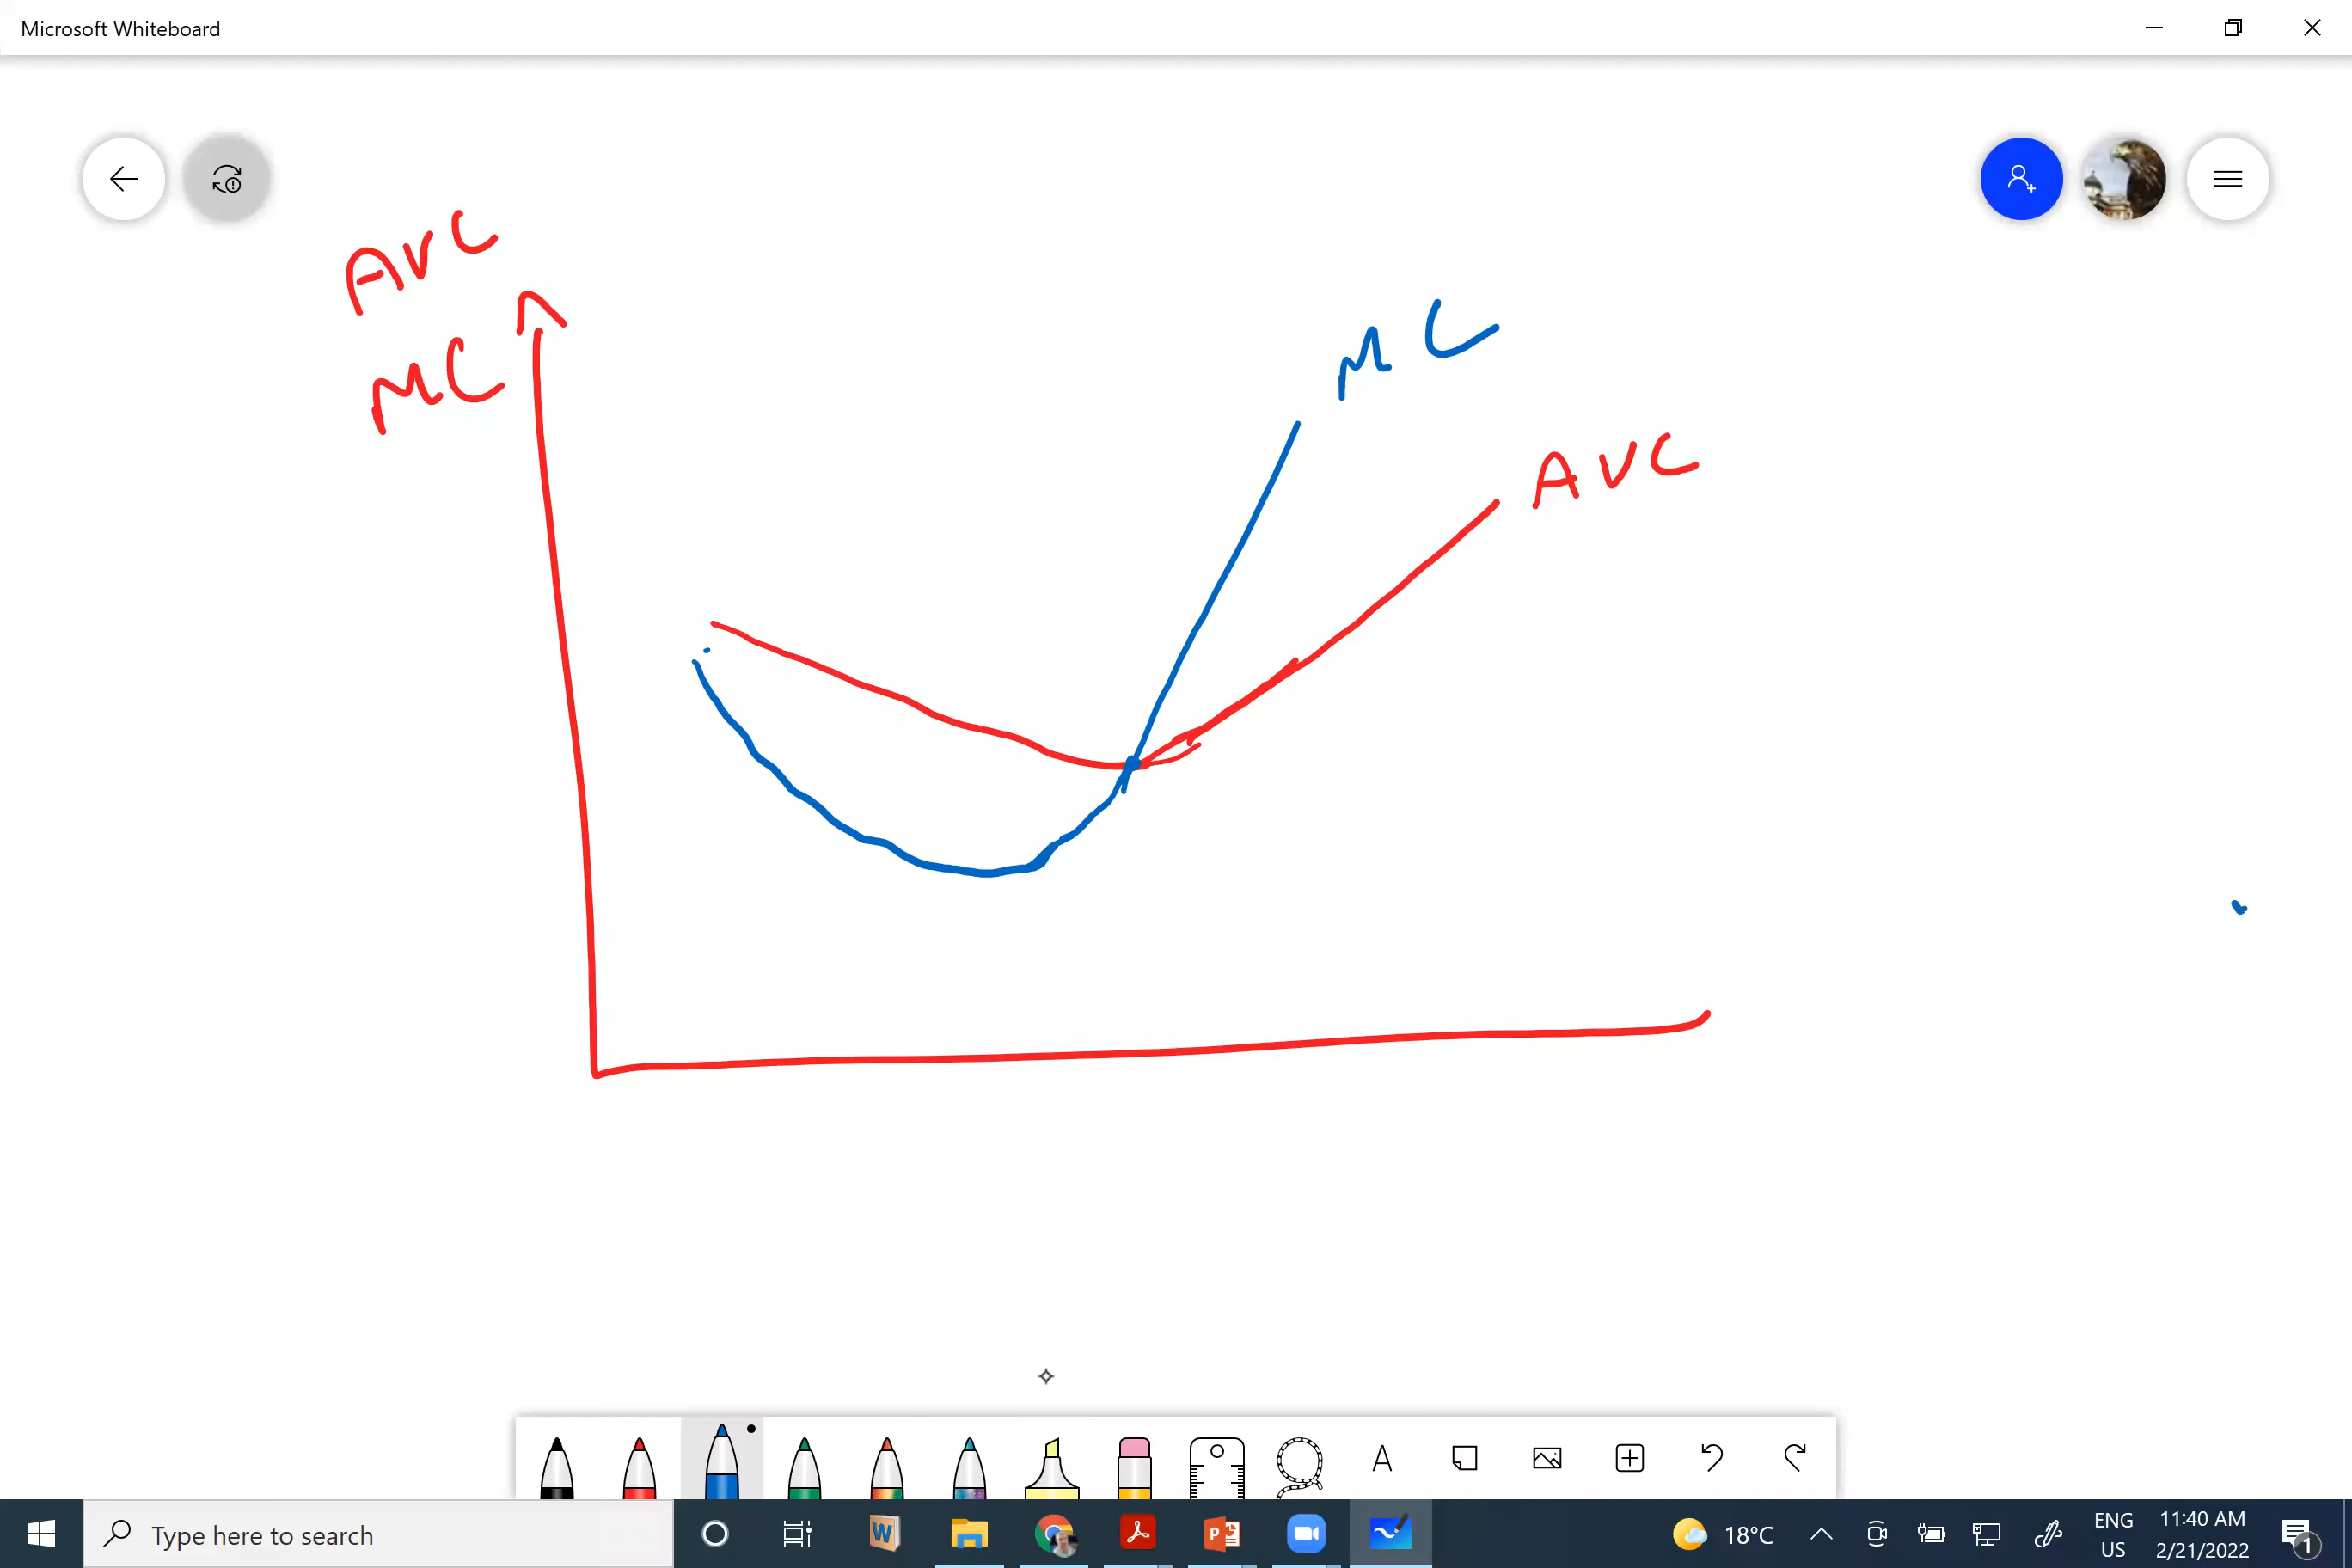 Microsoft Whiteboard
AVC
MC
MC
AVC
Type here to search
18°C
ENG
US
11:40 AM
2/21/2022
1